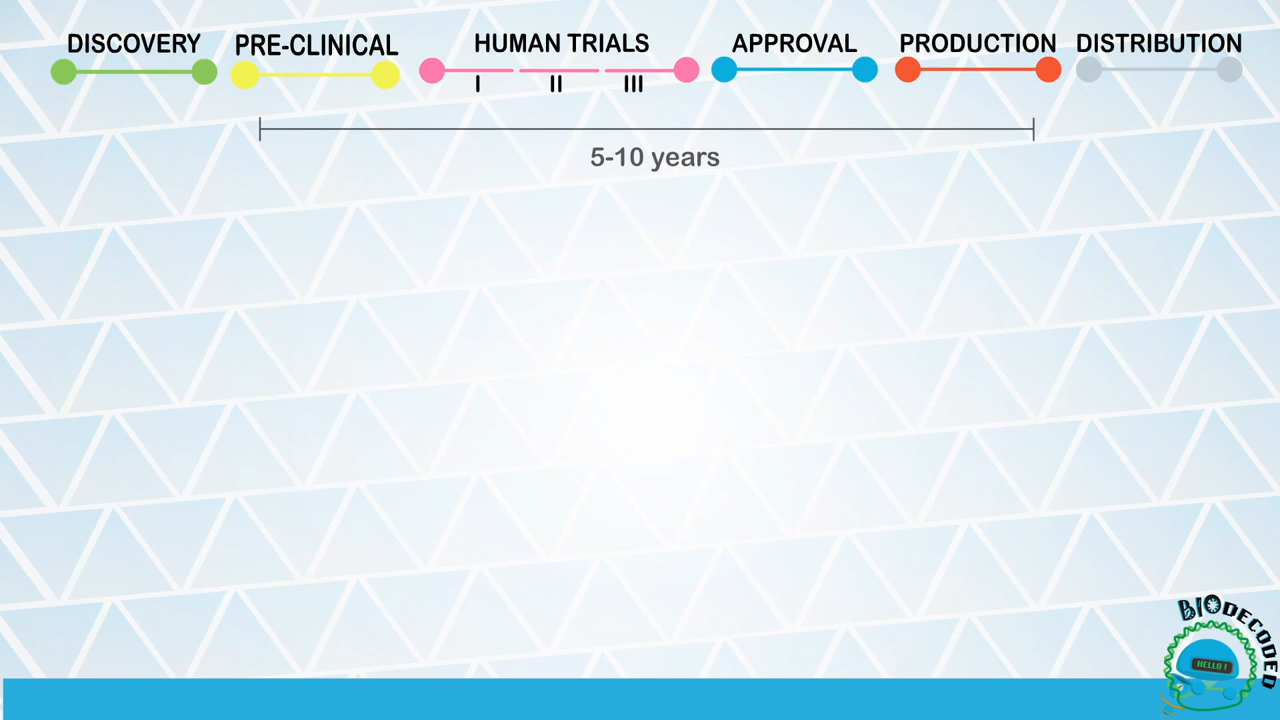 DISCOVERY PRE-CLINICAL HUMAN TRIALS APPROVAL PRODUCTION DISTRIBUTION
I II III
5-10 years
BIODECODED
HELLO !